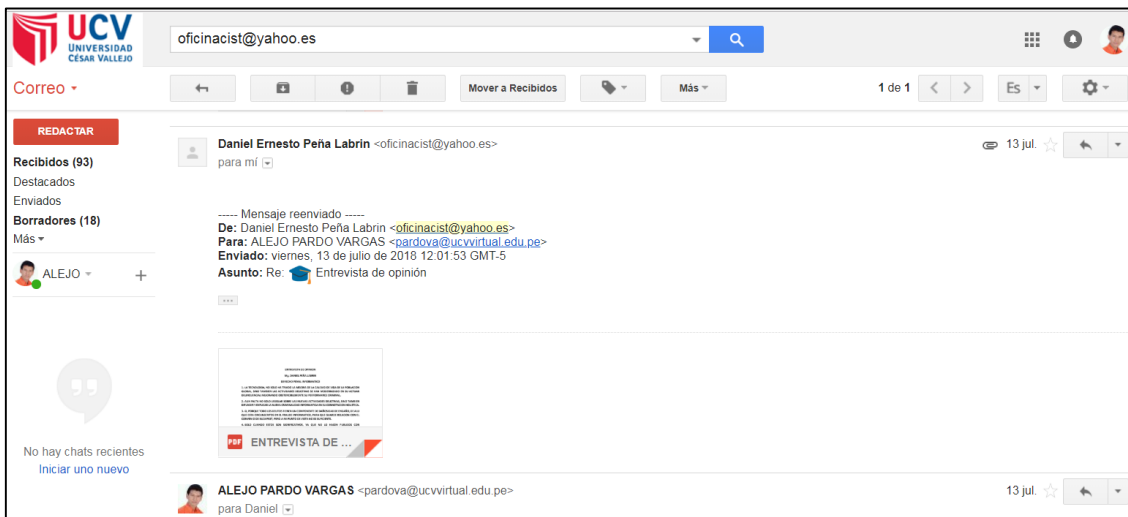 UCV
UNIVERSIDAD
CÉSAR VALLEJO
oficinacist@yahoo.es
Correo
Mover a Recibidos
Más
1 de 1
Es
REDACTAR
Recibidos (93)
Destacados
Enviados
Borradores (18)
Más
ALEJO
No hay chats recientes
Iniciar uno nuevo
Daniel Ernesto Peña Labrin <oficinacist@yahoo.es>
13 jul.
para mí
----- Mensaje reenviado -----
De: Daniel Ernesto Peña Labrin <oficinacist@yahoo.es>
Para: ALEJO PARDO VARGAS <pardova@ucvvirtual.edu.pe>
Enviado: viernes, 13 de julio de 2018 12:01:53 GMT-5
Asunto: Re: 🎓 Entrevista de opinión
...
PDF ENTREVISTA DE ...
ALEJO PARDO VARGAS <pardova@ucvvirtual.edu.pe>
13 jul.
para Daniel